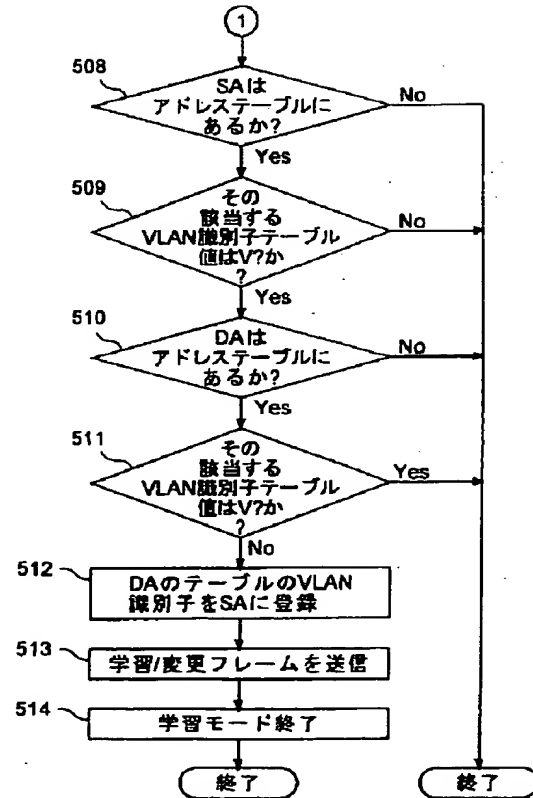 1
508
SAは
アドレステーブルに
あるか?
No
Yes
509
その
該当する
VLAN識別子テーブル
値はV?か
?
No
Yes
510
DAは
アドレステーブルに
あるか?
No
Yes
511
その
該当する
VLAN識別子テーブル
値はV?か
?
Yes
No
512
DAのテーブルのVLAN
識別子をSAに登録
513
学習/変更フレームを送信
514
学習モード終了
終了
終了